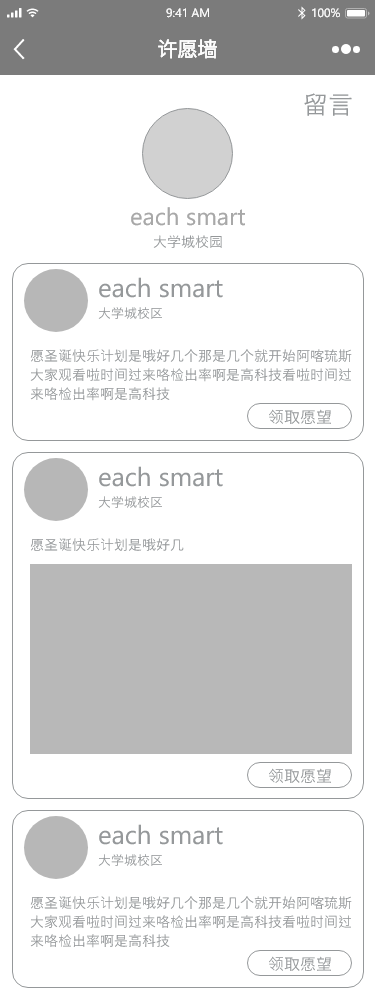 9:41 AM
100%
许愿墙
留言
each smart
大学城校园
each smart
大学城校区
愿圣诞快乐计划是哦好几个那是几个就开始阿喀琉斯
大家观看啦时间过来咯检出率啊是高科技看啦时间过
来咯检出率啊是高科技
领取愿望
each smart
大学城校区
愿圣诞快乐计划是哦好几
领取愿望
each smart
大学城校区
愿圣诞快乐计划是哦好几个那是几个就开始阿喀琉斯
大家观看啦时间过来咯检出率啊是高科技看啦时间过
来咯检出率啊是高科技
领取愿望